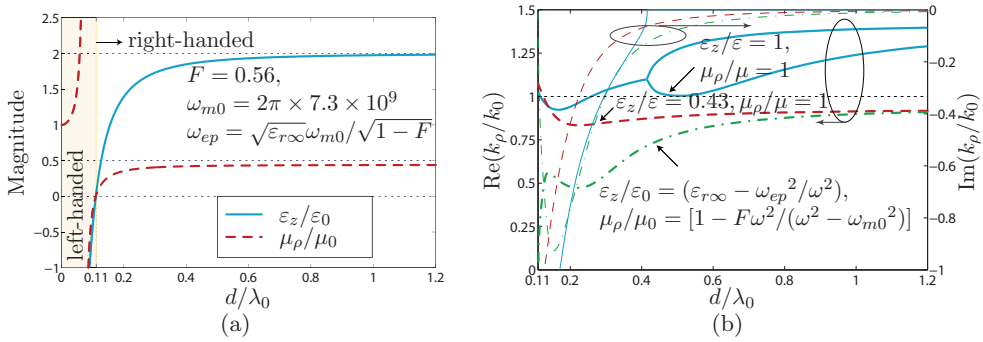 2.5
2
1.5
1
0.5
0
−0.5
−1
Magnitude
left-handed
right-handed
F = 0.56,
ω_{m0} = 2π × 7.3 × 10^9
ω_{ep} = √ε_{r∞}ω_{m0}/√1 − F
ε_z/ε_0
μ_ρ/μ_0
0 0.11 0.2 0.4 0.6 0.8 1 1.2
d/λ_0
(a)
1.5
1.25
1
0.75
0.5
0.25
0
Re(k_ρ/k_0)
ε_z/ε = 1,
μ_ρ/μ = 1
ε_z/ε = 0.43, μ_ρ/μ = 1
ε_z/ε_0 = (ε_{r∞} − ω_{ep}^2/ω^2),
μ_ρ/μ_0 = [1 − Fω^2/(ω^2 − ω_{m0}^2)]
0
−0.2
−0.4
−0.6
−0.8
−1
Im(k_ρ/k_0)
0.11 0.2 0.4 0.6 0.8 1 1.2
d/λ_0
(b)